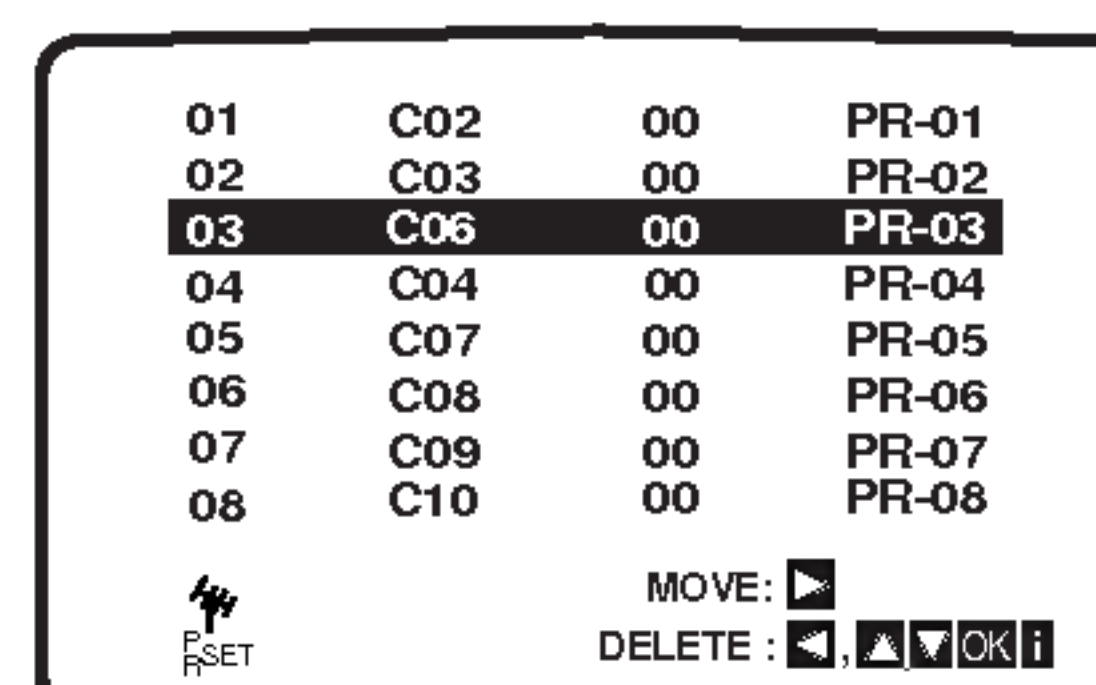 01 C02 00 PR-01
02 C03 00 PR-02
03 C06 00 PR-03
04 C04 00 PR-04
05 C07 00 PR-05
06 C08 00 PR-06
07 C09 00 PR-07
08 C10 00 PR-08
MOVE:
PR SET DELETE : , OK i